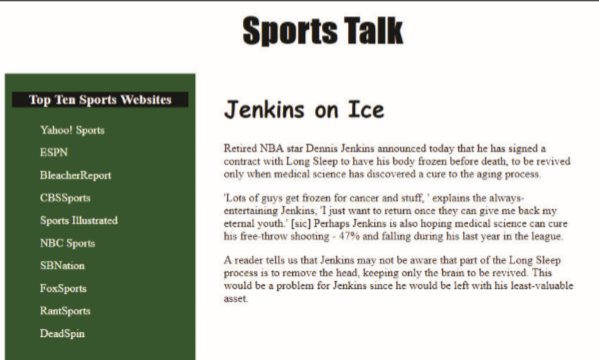 Sports Talk
Top Ten Sports Websites
Yahoo! Sports
ESPN
BleacherReport
CBSSports
Sports Illustrated
NBC Sports
SBNation
FoxSports
RantSports
DeadSpin
Jenkins on Ice
Retired NBA star Dennis Jenkins announced today that he has signed a
contract with Long Sleep to have his body frozen before death, to be revived
only when medical science has discovered a cure to the aging process.
'Lots of guys get frozen for cancer and stuff, ' explains the always-
entertaining Jenkins, 'I just want to return once they can give me back my
eternal youth.' [sic] Perhaps Jenkins is also hoping medical science can cure
his free-throw shooting - 47% and falling during his last year in the league.
A reader tells us that Jenkins may not be aware that part of the Long Sleep
process is to remove the head, keeping only the brain to be revived. This
would be a problem for Jenkins since he would be left with his least-valuable
asset.